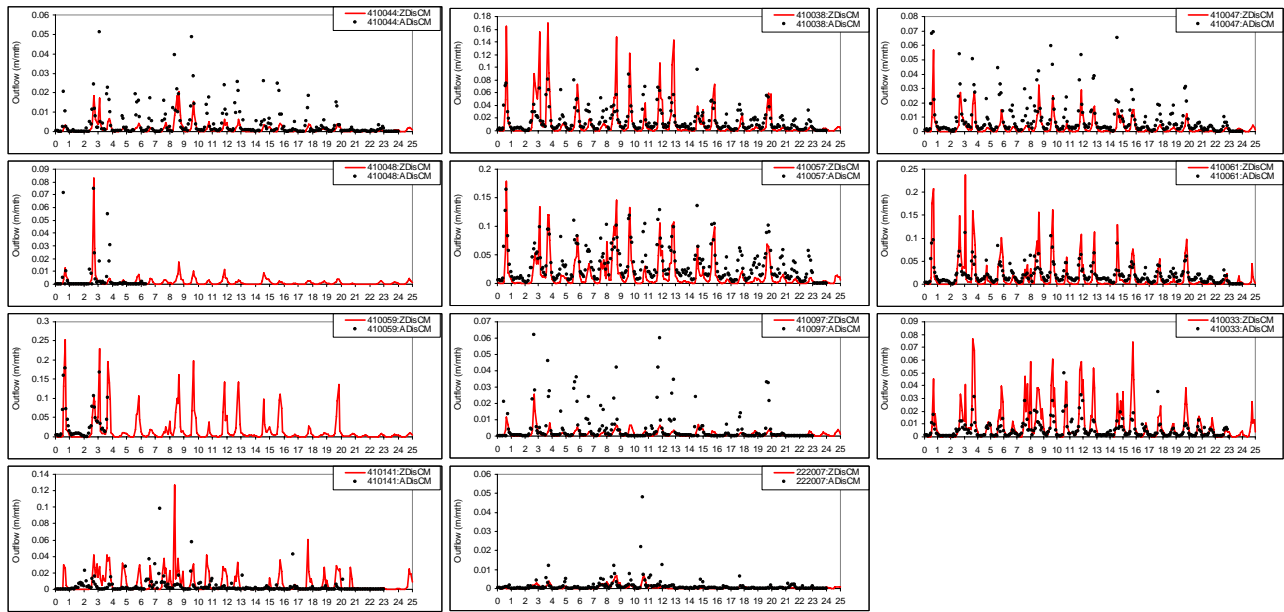 410044:ZDisCM
410044:ADisCM
Outflow (m/mth)
0.06
0.05
0.04
0.03
0.02
0.01
0
0 1 2 3 4 5 6 7 8 9 10 11 12 13 14 15 16 17 18 19 20 21 22 23 24 25
410038:ZDisCM
410038:ADisCM
Outflow (m/mth)
0.18
0.16
0.14
0.12
0.1
0.08
0.06
0.04
0.02
0
0 1 2 3 4 5 6 7 8 9 10 11 12 13 14 15 16 17 18 19 20 21 22 23 24 25
410047:ZDisCM
410047:ADisCM
Outflow (m/mth)
0.08
0.07
0.06
0.05
0.04
0.03
0.02
0.01
0
0 1 2 3 4 5 6 7 8 9 10 11 12 13 14 15 16 17 18 19 20 21 22 23 24 25
410048:ZDisCM
410048:ADisCM
Outflow (m/mth)
0.09
0.08
0.07
0.06
0.05
0.04
0.03
0.02
0.01
0
0 1 2 3 4 5 6 7 8 9 10 11 12 13 14 15 16 17 18 19 20 21 22 23 24 25
410057:ZDisCM
410057:ADisCM
Outflow (m/mth)
0.2
0.15
0.1
0.05
0
0 1 2 3 4 5 6 7 8 9 10 11 12 13 14 15 16 17 18 19 20 21 22 23 24 25
410061:ZDisCM
410061:ADisCM
Outflow (m/mth)
0.25
0.2
0.15
0.1
0.05
0
0 1 2 3 4 5 6 7 8 9 10 11 12 13 14 15 16 17 18 19 20 21 22 23 24 25
410059:ZDisCM
410059:ADisCM
Outflow (m/mth)
0.3
0.25
0.2
0.15
0.1
0.05
0
0 1 2 3 4 5 6 7 8 9 10 11 12 13 14 15 16 17 18 19 20 21 22 23 24 25
410097:ZDisCM
410097:ADisCM
Outflow (m/mth)
0.07
0.06
0.05
0.04
0.03
0.02
0.01
0
0 1 2 3 4 5 6 7 8 9 10 11 12 13 14 15 16 17 18 19 20 21 22 23 24 25
410033:ZDisCM
410033:ADisCM
Outflow (m/mth)
0.09
0.08
0.07
0.06
0.05
0.04
0.03
0.02
0.01
0
0 1 2 3 4 5 6 7 8 9 10 11 12 13 14 15 16 17 18 19 20 21 22 23 24 25
410141:ZDisCM
410141:ADisCM
Outflow (m/mth)
0.14
0.12
0.1
0.08
0.06
0.04
0.02
0
0 1 2 3 4 5 6 7 8 9 10 11 12 13 14 15 16 17 18 19 20 21 22 23 24 25
222007:ZDisCM
222007:ADisCM
Outflow (m/mth)
0.06
0.05
0.04
0.03
0.02
0.01
0
0 1 2 3 4 5 6 7 8 9 10 11 12 13 14 15 16 17 18 19 20 21 22 23 24 25